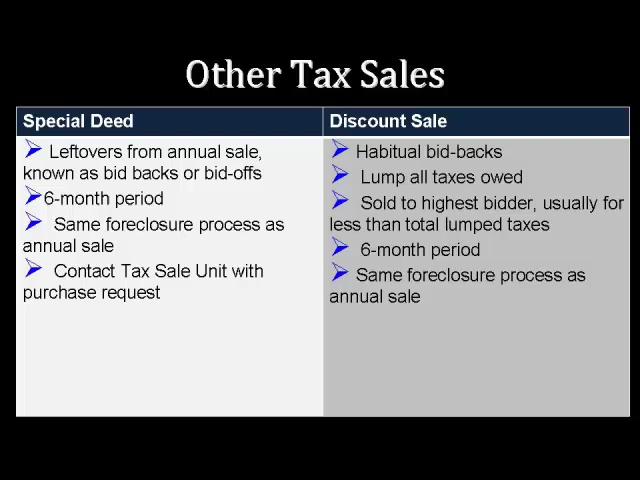 Other Tax Sales
Special Deed
Leftovers from annual sale,
known as bid backs or bid-offs
6-month period
Same foreclosure process as
annual sale
Contact Tax Sale Unit with
purchase request
Discount Sale
Habitual bid-backs
Lump all taxes owed
Sold to highest bidder, usually for
less than total lumped taxes
6-month period
Same foreclosure process as
annual sale